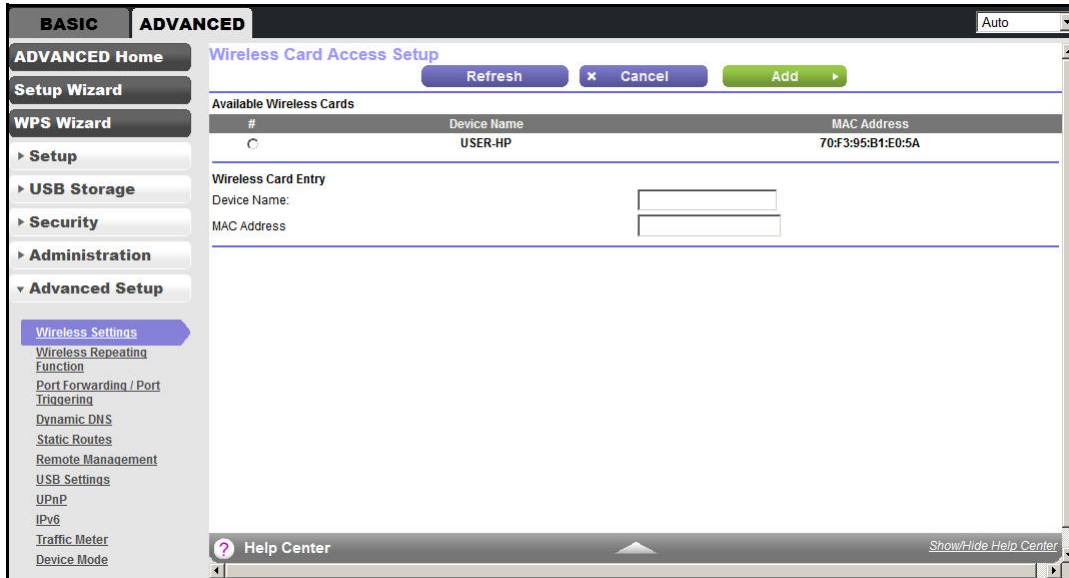 BASIC
ADVANCED
Auto
ADVANCED Home
Setup Wizard
WPS Wizard
Setup
USB Storage
Security
Administration
Advanced Setup
Wireless Settings
Wireless Repeating
Function
Port Forwarding / Port
Triggering
Dynamic DNS
Static Routes
Remote Management
USB Settings
UPnP
IPv6
Traffic Meter
Device Mode
Wireless Card Access Setup
Refresh
× Cancel
Add
Available Wireless Cards
# Device Name MAC Address
USER-HP 70:F3:95:B1:E0:5A
Wireless Card Entry
Device Name:
MAC Address
? Help Center
Show/Hide Help Center